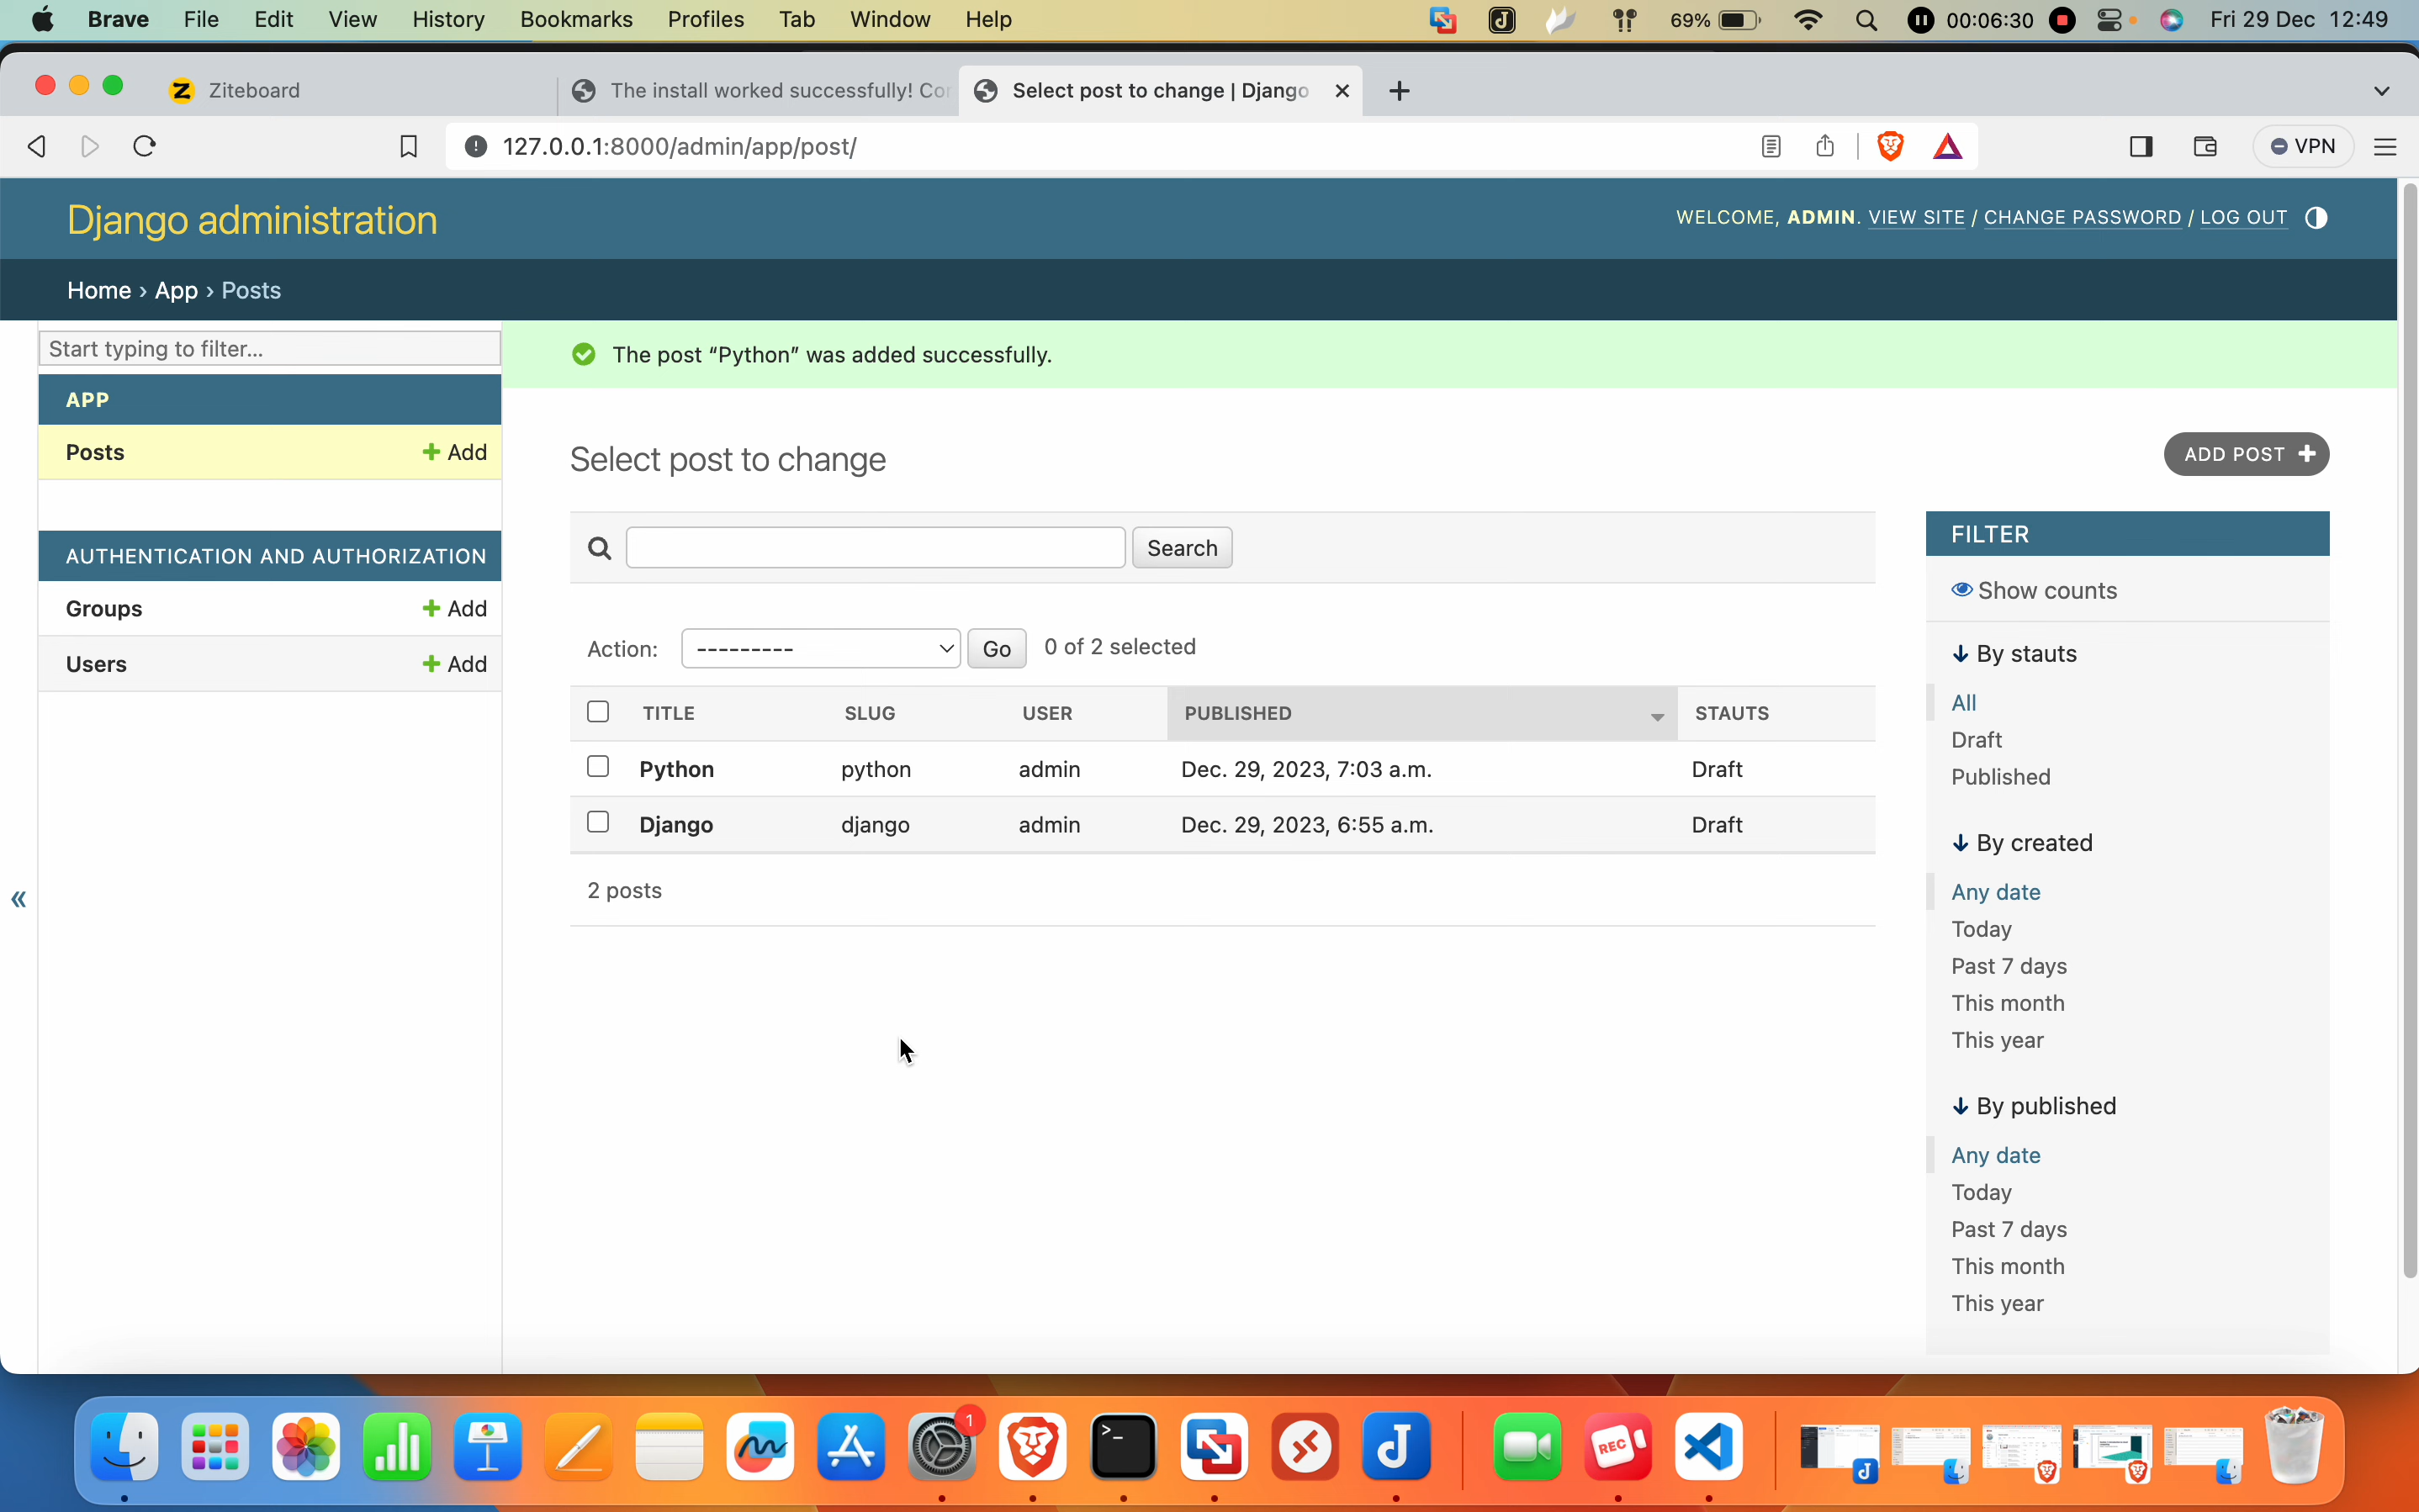 Brave File Edit View History Bookmarks Profiles Tab Window Help 69% 00:06:30 Fri 29 Dec 12:49
Ziteboard
The install worked successfully! Co
Select post to change | Django
127.0.0.1:8000/admin/app/post/
VPN
Django administration
WELCOME, ADMIN. VIEW SITE / CHANGE PASSWORD / LOG OUT
Home › App › Posts
Start typing to filter...
APP
Posts + Add
AUTHENTICATION AND AUTHORIZATION
Groups + Add
Users + Add
«
The post “Python” was added successfully.
Select post to change
ADD POST +
Search
Action: --------- Go 0 of 2 selected
TITLE SLUG USER PUBLISHED STAUTS
Python python admin Dec. 29, 2023, 7:03 a.m. Draft
Django django admin Dec. 29, 2023, 6:55 a.m. Draft
2 posts
FILTER
Show counts
↓ By stauts
All
Draft
Published
↓ By created
Any date
Today
Past 7 days
This month
This year
↓ By published
Any date
Today
Past 7 days
This month
This year
1
REC